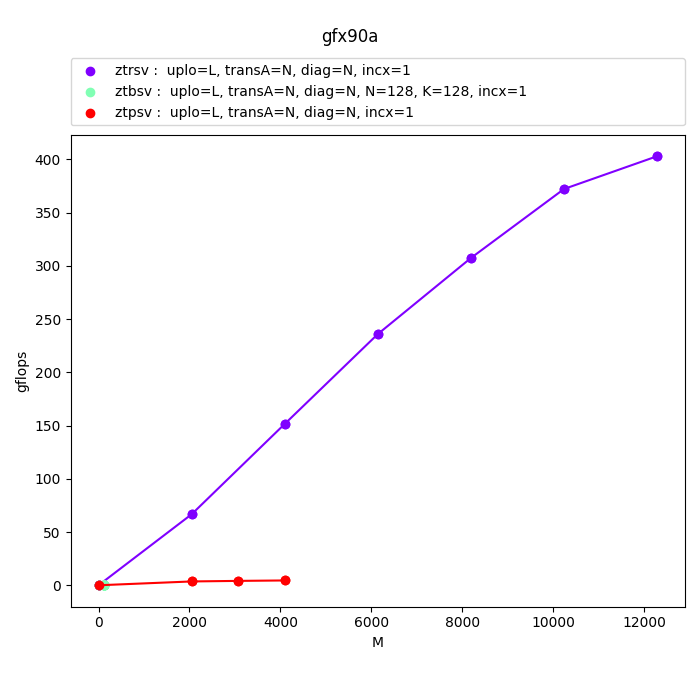 gfx90a
ztrsv :  uplo=L, transA=N, diag=N, incx=1
ztbsv :  uplo=L, transA=N, diag=N, N=128, K=128, incx=1
ztpsv :  uplo=L, transA=N, diag=N, incx=1
400
350
300
250
200
150
100
50
0
gflops
0 2000 4000 6000 8000 10000 12000
M